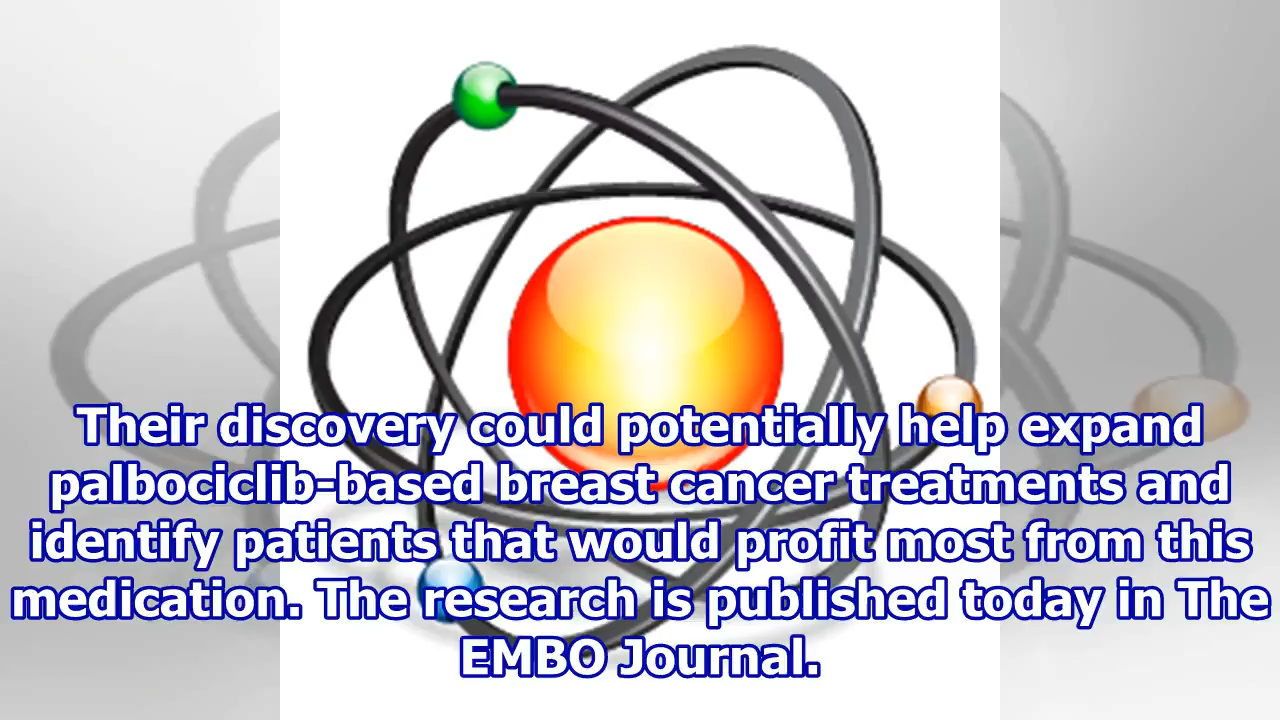 Their discovery could potentially help expand
palbociclib-based breast cancer treatments and
identify patients that would profit most from this
medication. The research is published today in The
EMBO Journal.